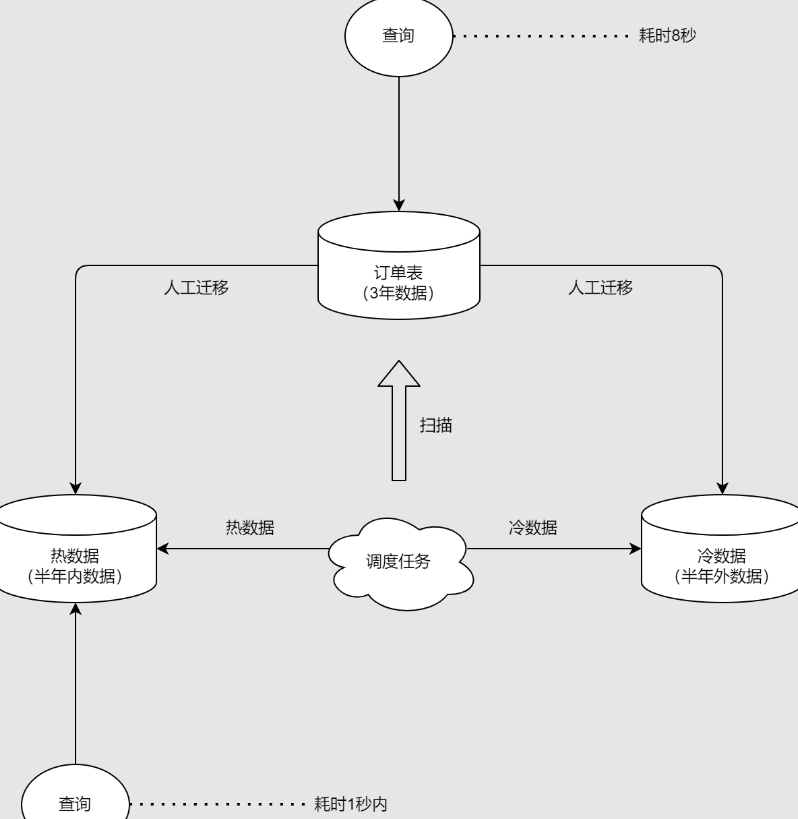 查询
耗时8秒
订单表
（3年数据）
人工迁移
人工迁移
扫描
热数据
冷数据
调度任务
热数据
（半年内数据）
冷数据
（半年外数据）
查询
耗时1秒内